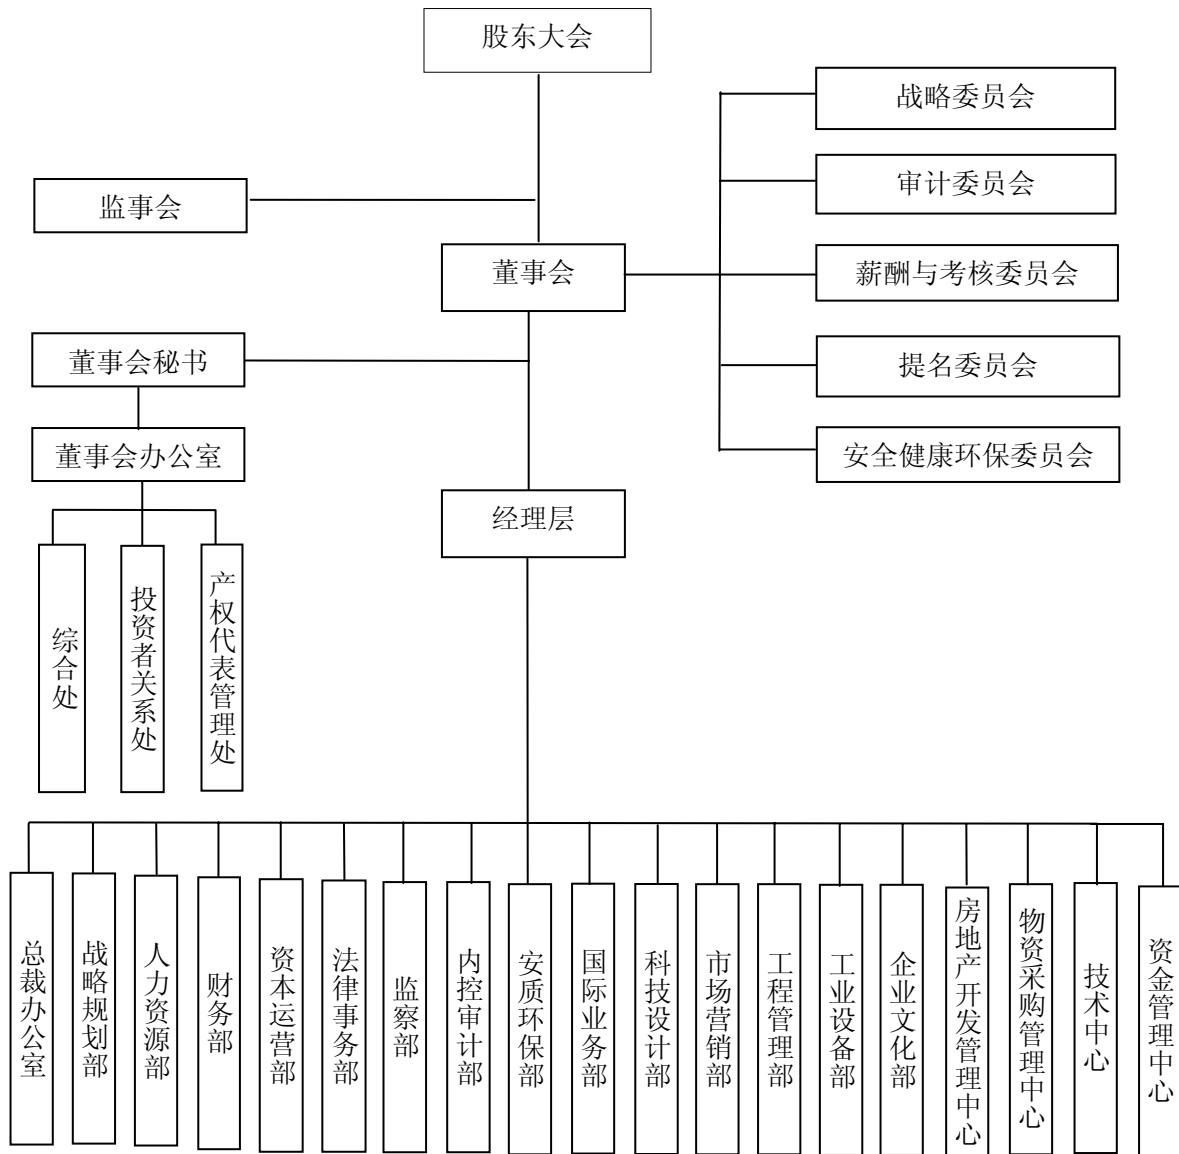 股东大会
战略委员会
审计委员会
监事会
董事会
薪酬与考核委员会
董事会秘书
提名委员会
董事会办公室
安全健康环保委员会
经理层
综合处
投资者关系处
产权代表管理处
总裁办公室
战略规划部
人力资源部
财务部
资本运营部
法律事务部
监察部
内控审计部
安质环保部
国际业务部
科技设计部
市场营销部
工程管理部
工业设备部
企业文化部
房地产开发管理中心
物资采购管理中心
技术中心
资金管理中心